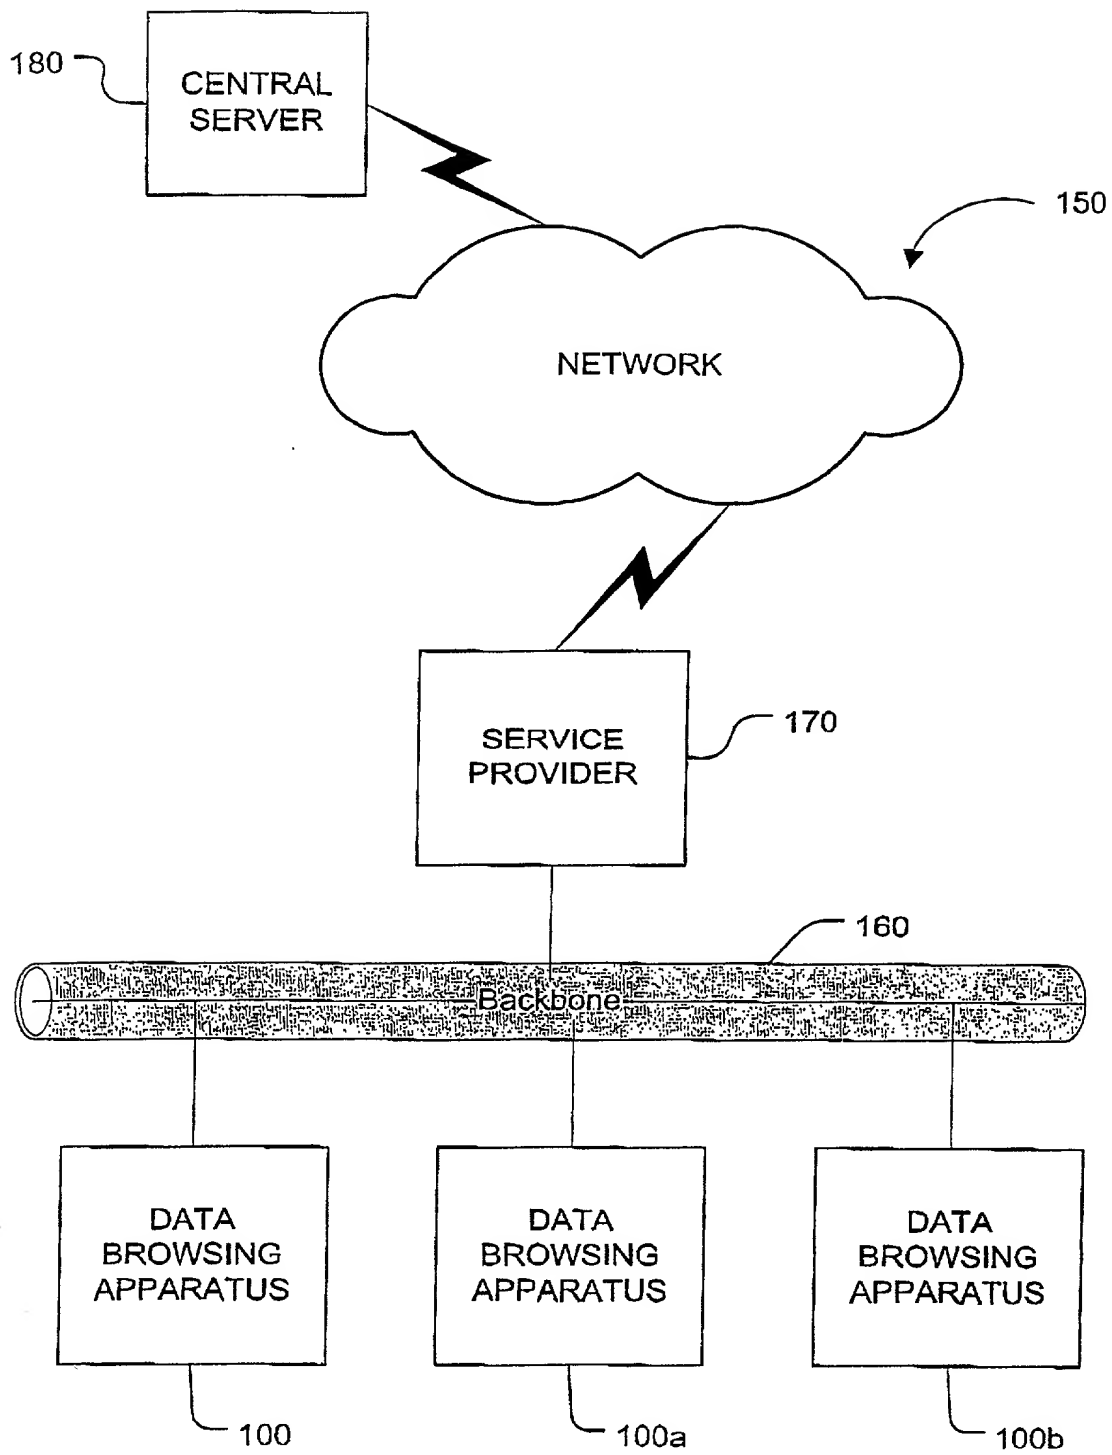 180
CENTRAL
SERVER
150
NETWORK
170
SERVICE
PROVIDER
160
Backbone
DATA
BROWSING
APPARATUS
DATA
BROWSING
APPARATUS
DATA
BROWSING
APPARATUS
100
100a
100b